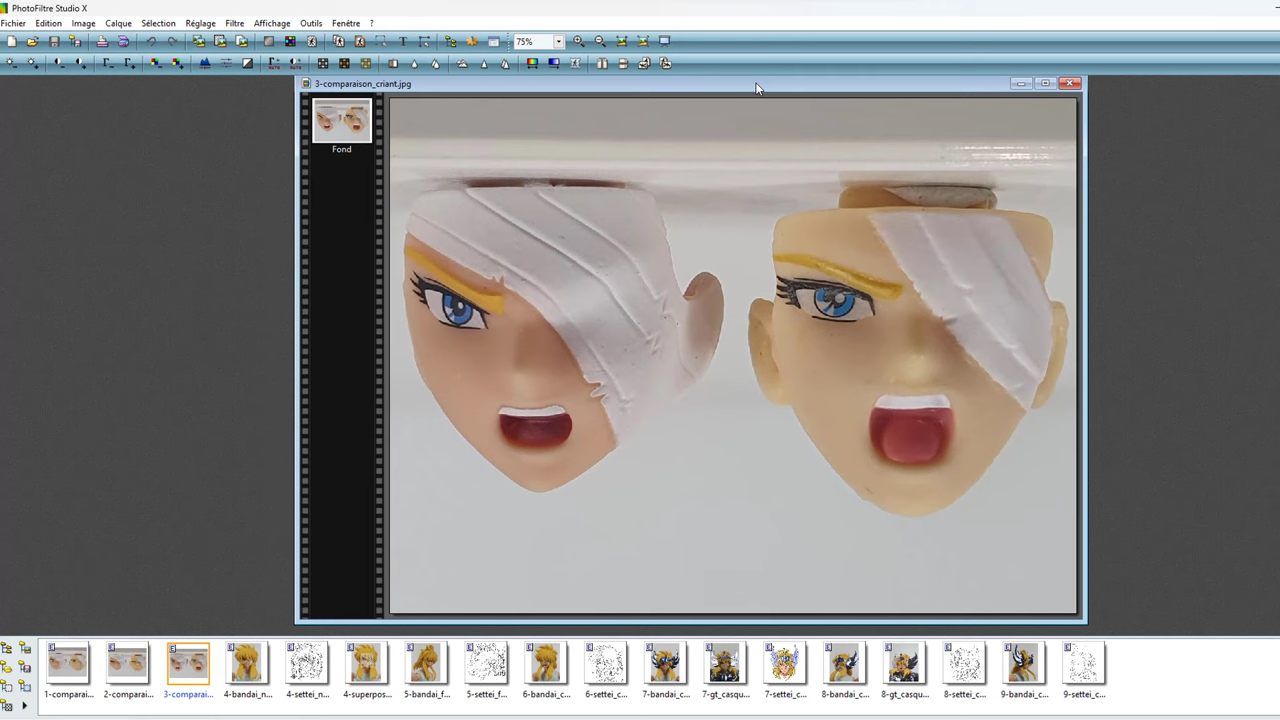 PhotoFiltre Studio X
Fichier Edition Image Calque Sélection Réglage Filtre Affichage Outils Fenêtre ?
75%
3-comparaison_criant.jpg
Fond
1-comparai... 2-comparai... 3-comparai... 4-bandai_n... 4-settei_n... 4-superpos... 5-bandai_f... 5-settei_f... 6-bandai_c... 6-settei_c... 7-bandai_c... 7-gt_casqu... 7-settei_c... 8-bandai_c... 8-gt_casqu... 8-settei_c... 9-bandai_c... 9-settei_c...